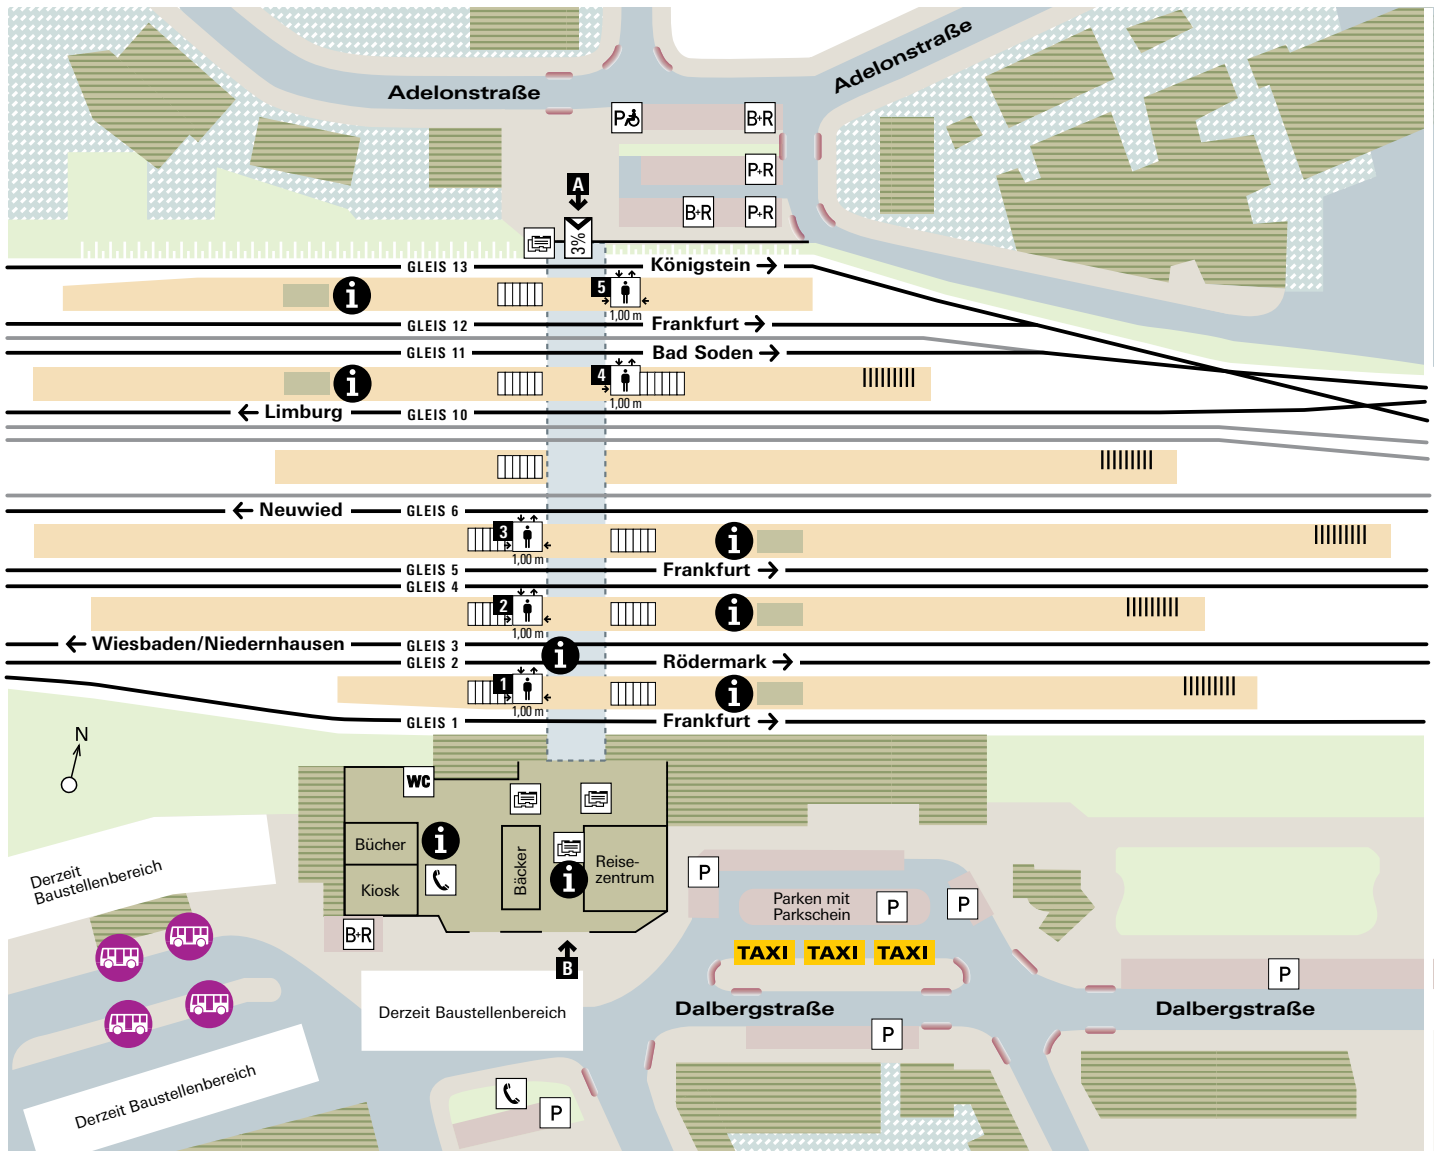 Adelonstraße
Adelonstraße
P
B+R
P+R
B+R
P+R
A
3%
GLEIS 13
Königstein
i
5
1,00 m
GLEIS 12
Frankfurt
GLEIS 11
Bad Soden
i
4
1,00 m
Limburg
GLEIS 10
Neuwied
GLEIS 6
3
i
1,00 m
GLEIS 5
Frankfurt
GLEIS 4
2
i
1,00 m
Wiesbaden/Niedernhausen
GLEIS 3
i
GLEIS 2
Rödermark
1
i
1,00 m
GLEIS 1
Frankfurt
N
WC
Bücher
i
Kiosk
Bäcker
i
Reise-
zentrum
B+R
B
Derzeit
Baustellenbereich
P
Parken mit
Parkschein
P
P
TAXI
TAXI
TAXI
P
Derzeit Baustellenbereich
Dalbergstraße
Dalbergstraße
P
Derzeit Baustellenbereich
P